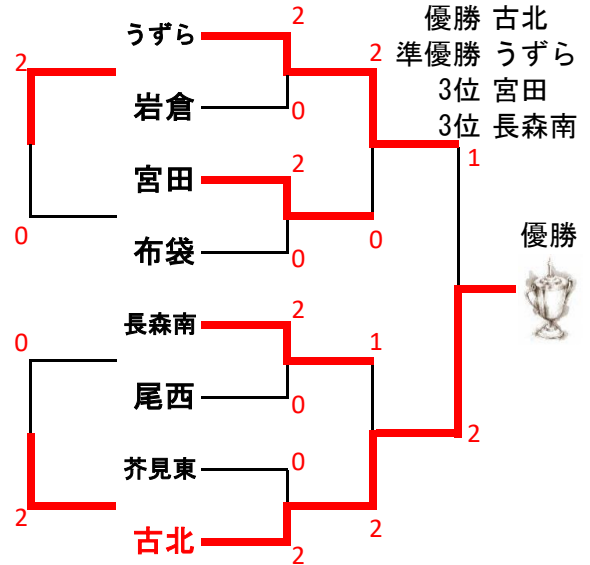 優勝 古北
準優勝 うずら
3位 宮田
3位 長森南
うずら 2
2 2
岩倉 0
宮田 2
1
布袋 0
0 0
優勝
長森南 2
0 1
尾西 0
芥見東 0
2
古北 2
2 2